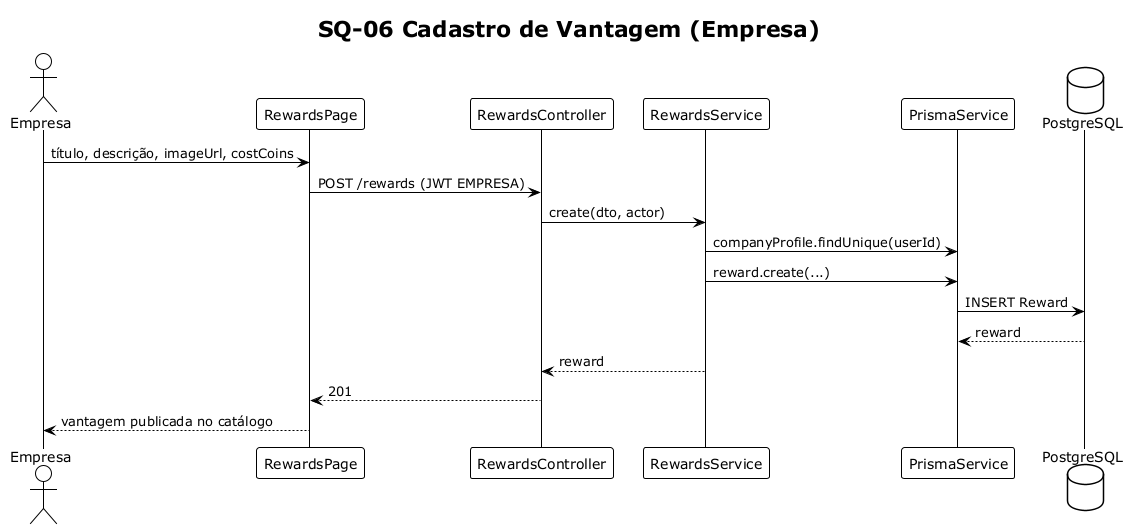 SQ-06 Cadastro de Vantagem (Empresa)
Empresa
RewardsPage
RewardsController
RewardsService
PrismaService
PostgreSQL
título, descrição, imageUrl, costCoins
POST /rewards (JWT EMPRESA)
create(dto, actor)
companyProfile.findUnique(userId)
reward.create(...)
INSERT Reward
reward
reward
201
vantagem publicada no catálogo
Empresa
RewardsPage
RewardsController
RewardsService
PrismaService
PostgreSQL